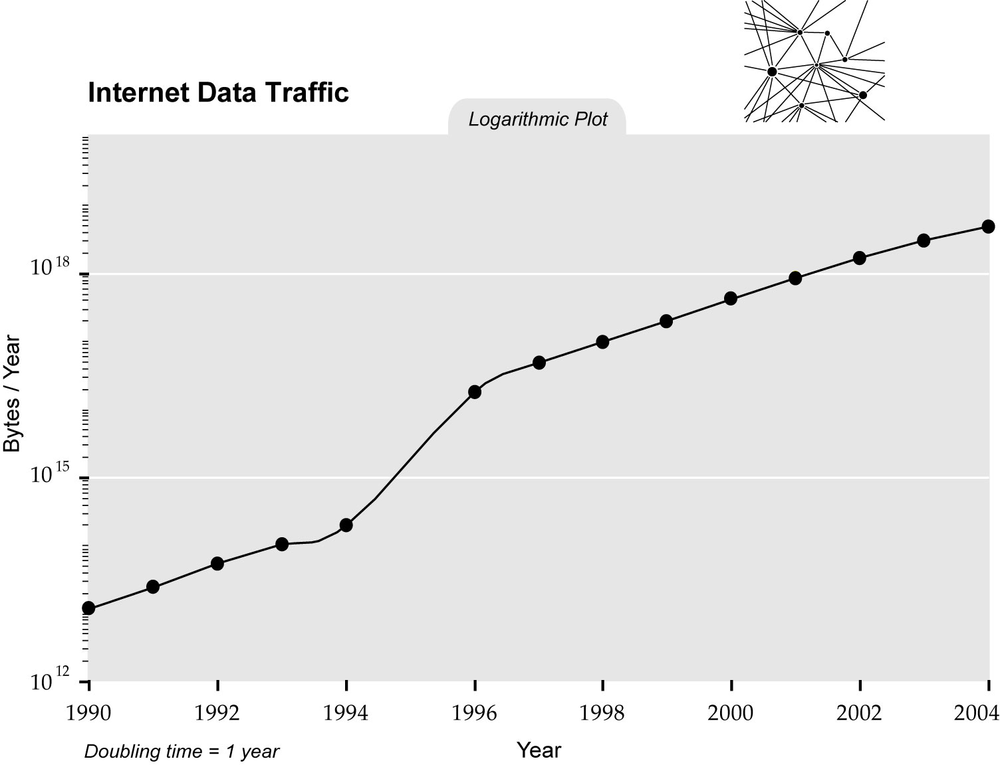 Internet Data Traffic
Logarithmic Plot
10^18
10^15
10^12
Bytes / Year
1990 1992 1994 1996 1998 2000 2002 2004
Doubling time = 1 year
Year